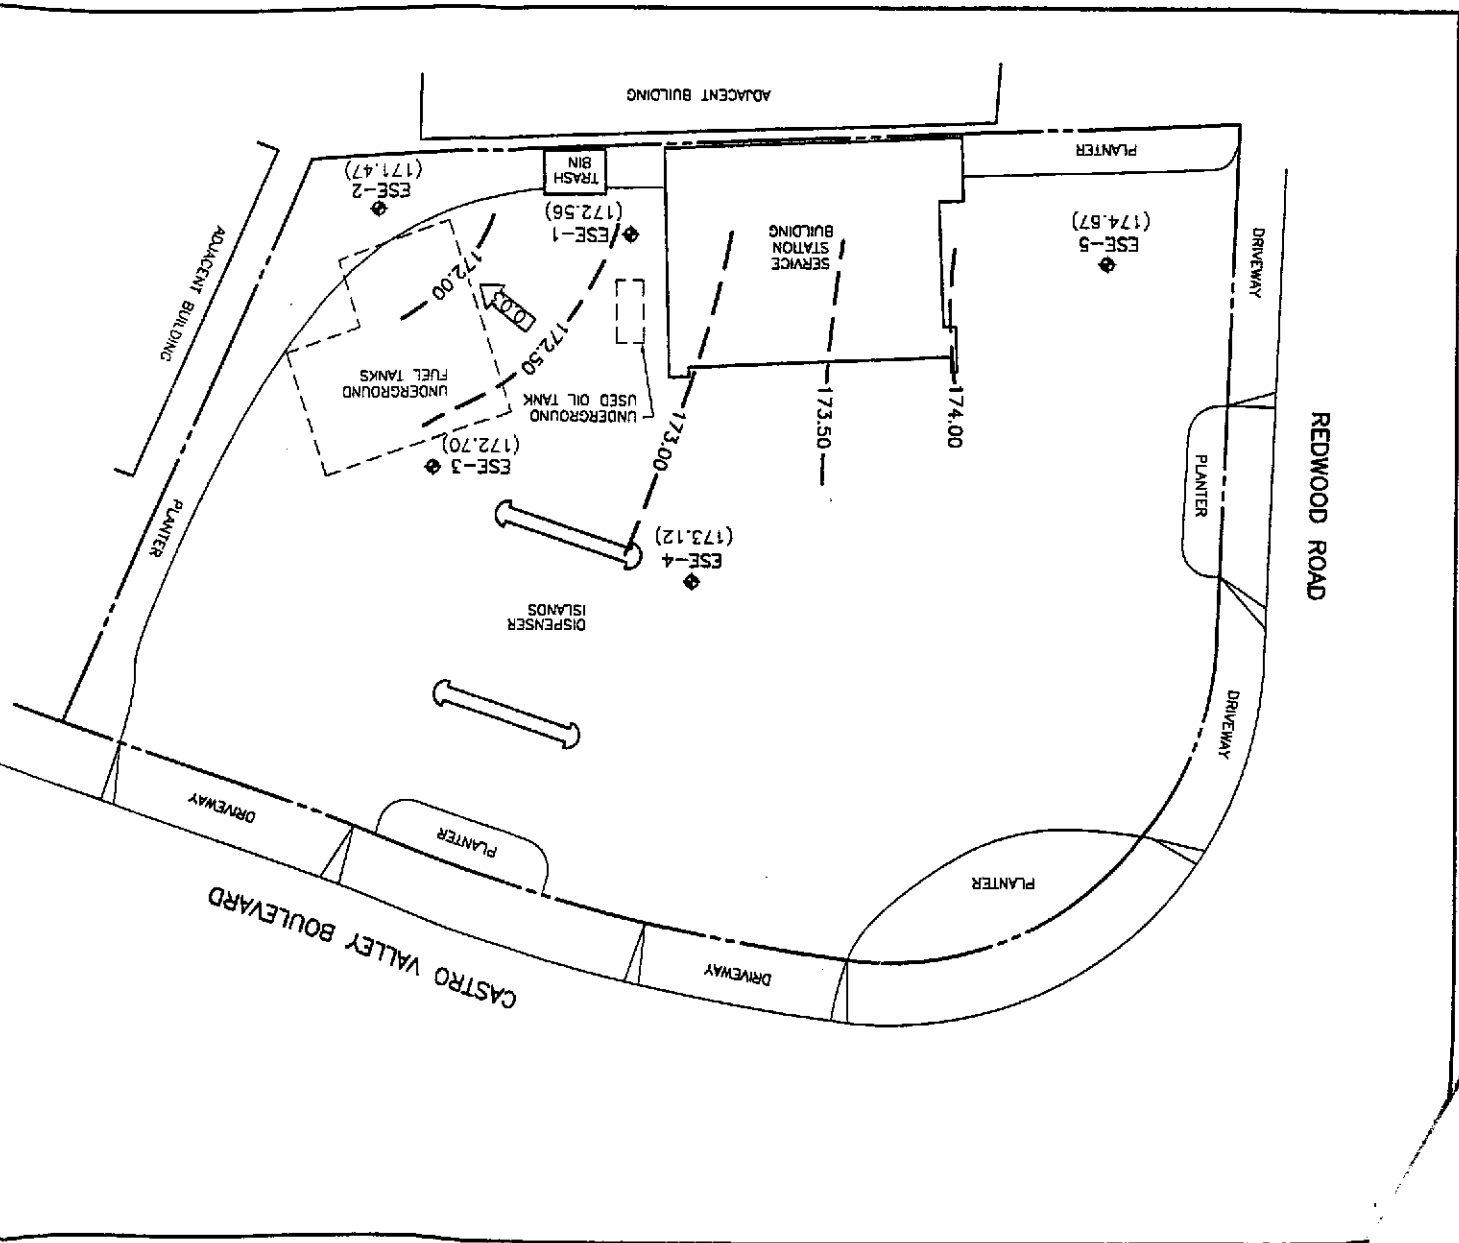 ADJACENT BUILDING
TRASH
BIN
PLANTER
ESE-2
(171.47)
ESE-1
(172.56)
SERVICE
STATION
BUILDING
ESE-5
(174.67)
DRIVEWAY
ADJACENT BUILDING
172.00
0.03
172.50
UNDERGROUND
FUEL TANKS
UNDERGROUND
USED OIL TANK
173.00
173.50
174.00
ESE-3
(172.70)
PLANTER
REDWOOD ROAD
PLANTER
ESE-4
(173.12)
DISPENSER
ISLANDS
DRIVEWAY
DRIVEWAY
PLANTER
PLANTER
DRIVEWAY
CASTRO VALLEY BOULEVARD